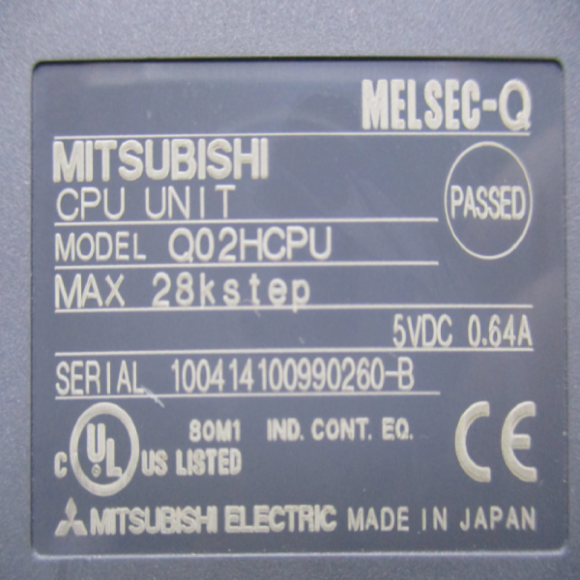 MELSEC-Q
MITSUBISHI
CPU UNIT
PASSED
MODEL Q02HCPU
MAX 28kstep
5VDC 0.64A
SERIAL 100414100990260-B
80M1 IND. CONT. EQ.
C UL US LISTED
CE
MITSUBISHI ELECTRIC MADE IN JAPAN